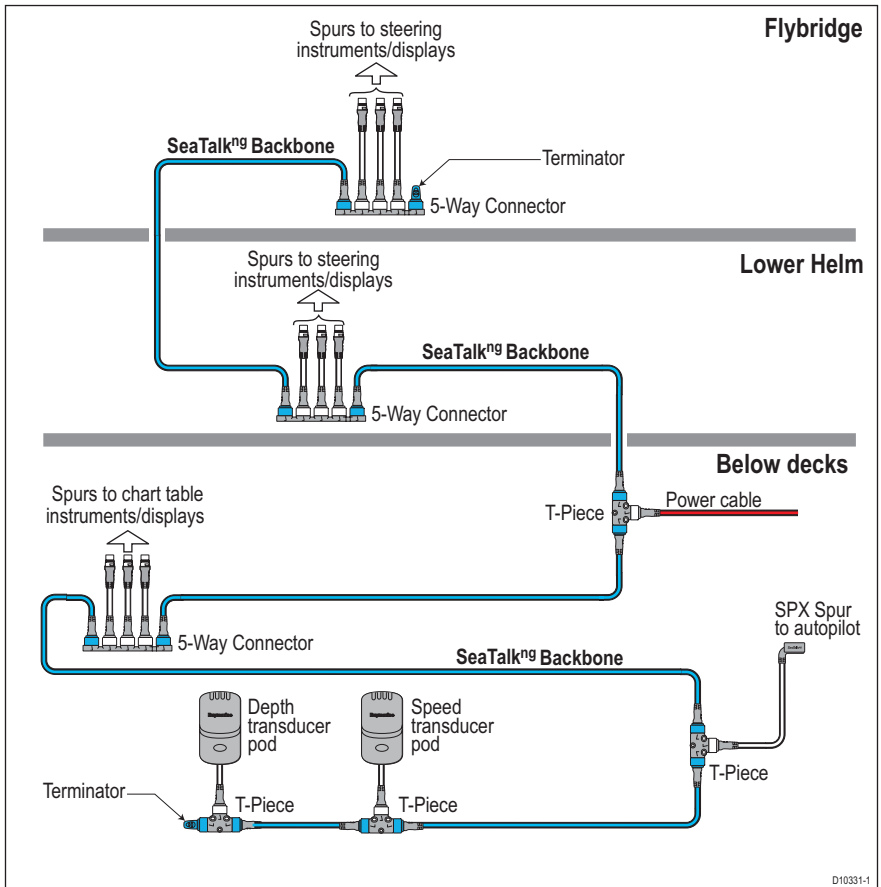 Flybridge
Spurs to steering
instruments/displays
SeaTalkng Backbone
Terminator
5-Way Connector
Lower Helm
Spurs to steering
instruments/displays
SeaTalkng Backbone
5-Way Connector
Below decks
Spurs to chart table
instruments/displays
T-Piece
Power cable
SPX Spur
to autopilot
5-Way Connector
SeaTalkng Backbone
Depth
transducer
pod
Speed
transducer
pod
T-Piece
Terminator
T-Piece
T-Piece
D10331-1